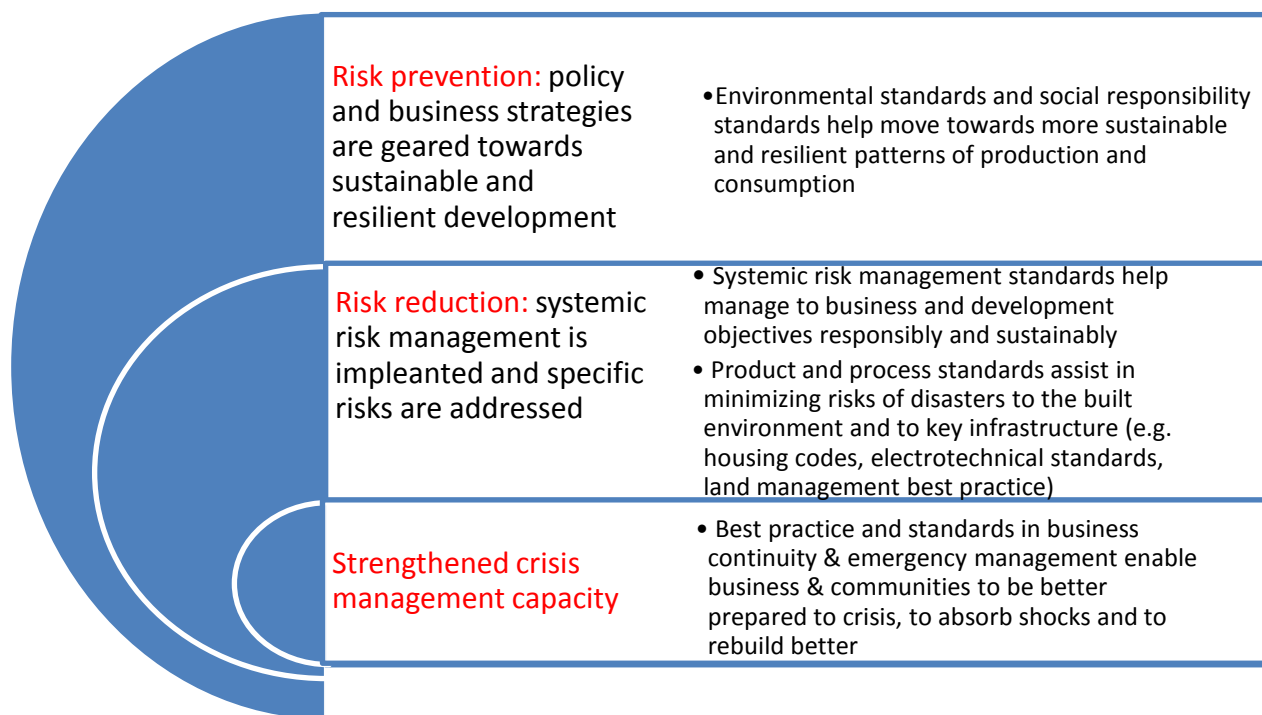 Risk prevention: policy
and business strategies
are geared towards
sustainable and
resilient development
•Environmental standards and social responsibility
standards help move towards more sustainable
and resilient patterns of production and
consumption
Risk reduction: systemic
risk management is
impleanted and specific
risks are addressed
• Systemic risk management standards help
manage to business and development
objectives responsibly and sustainably
• Product and process standards assist in
minimizing risks of disasters to the built
environment and to key infrastructure (e.g.
housing codes, electrotechnical standards,
land management best practice)
Strengthened crisis
management capacity
• Best practice and standards in business
continuity & emergency management enable
business & communities to be better
prepared to crisis, to absorb shocks and to
rebuild better